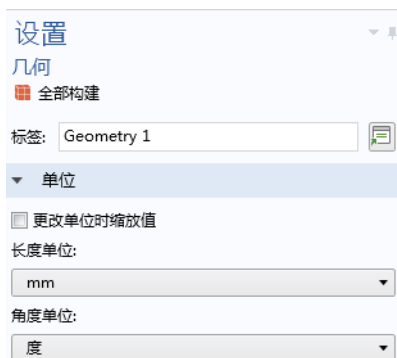 设置
几何
全部构建
标签: Geometry 1
单位
更改单位时缩放值
长度单位:
mm
角度单位:
度